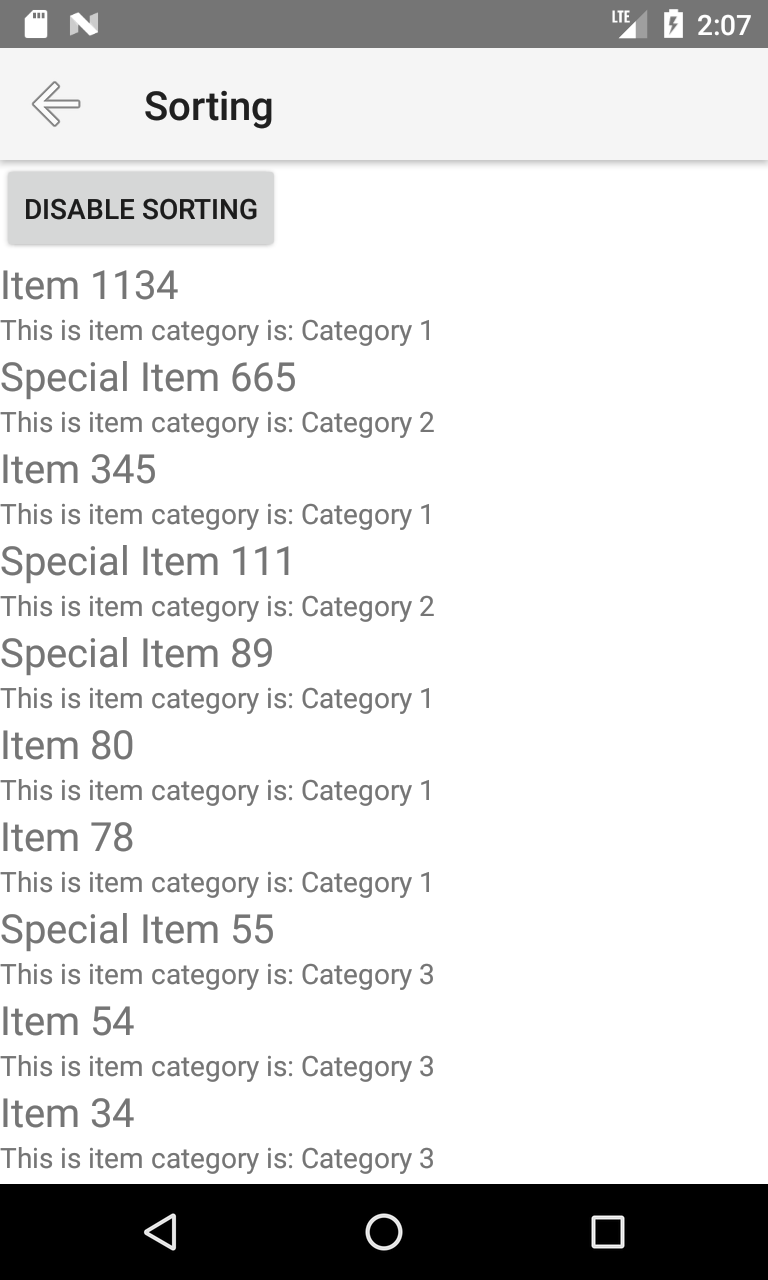 LTE 2:07
Sorting
DISABLE SORTING
Item 1134
This is item category is: Category 1
Special Item 665
This is item category is: Category 2
Item 345
This is item category is: Category 1
Special Item 111
This is item category is: Category 2
Special Item 89
This is item category is: Category 1
Item 80
This is item category is: Category 1
Item 78
This is item category is: Category 1
Special Item 55
This is item category is: Category 3
Item 54
This is item category is: Category 3
Item 34
This is item category is: Category 3